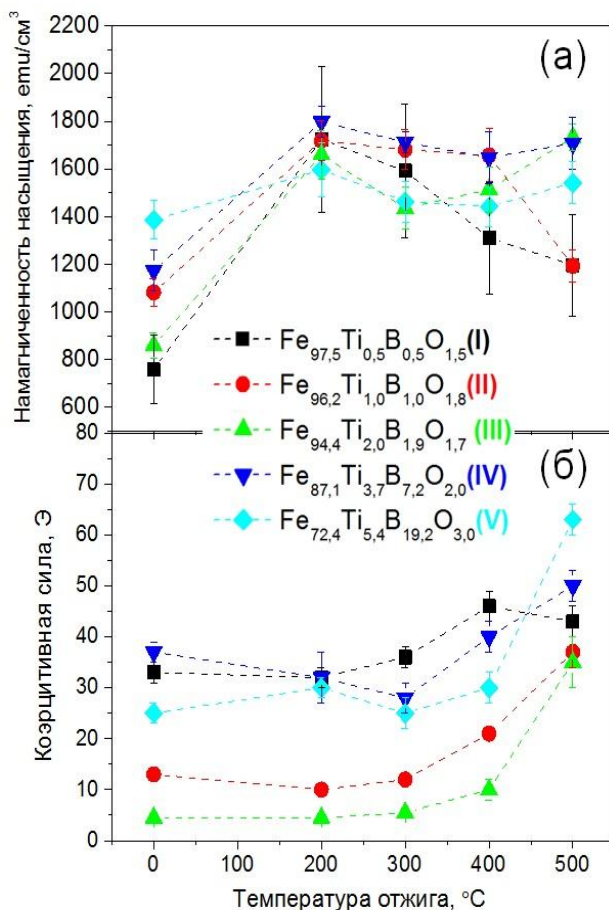 (а)
Намагниченность насыщения, emu/см³
2200
2000
1800
1600
1400
1200
1000
800
600
Fe97,5Ti0,5B0,5O1,5(I)
Fe96,2Ti1,0B1,0O1,8(II)
Fe94,4Ti2,0B1,9O1,7(III)
Fe87,1Ti3,7B7,2O2,0(IV)
Fe72,4Ti5,4B19,2O3,0(V)
(б)
Коэрцитивная сила, Э
80
70
60
50
40
30
20
10
0
0 100 200 300 400 500
Температура отжига, °С